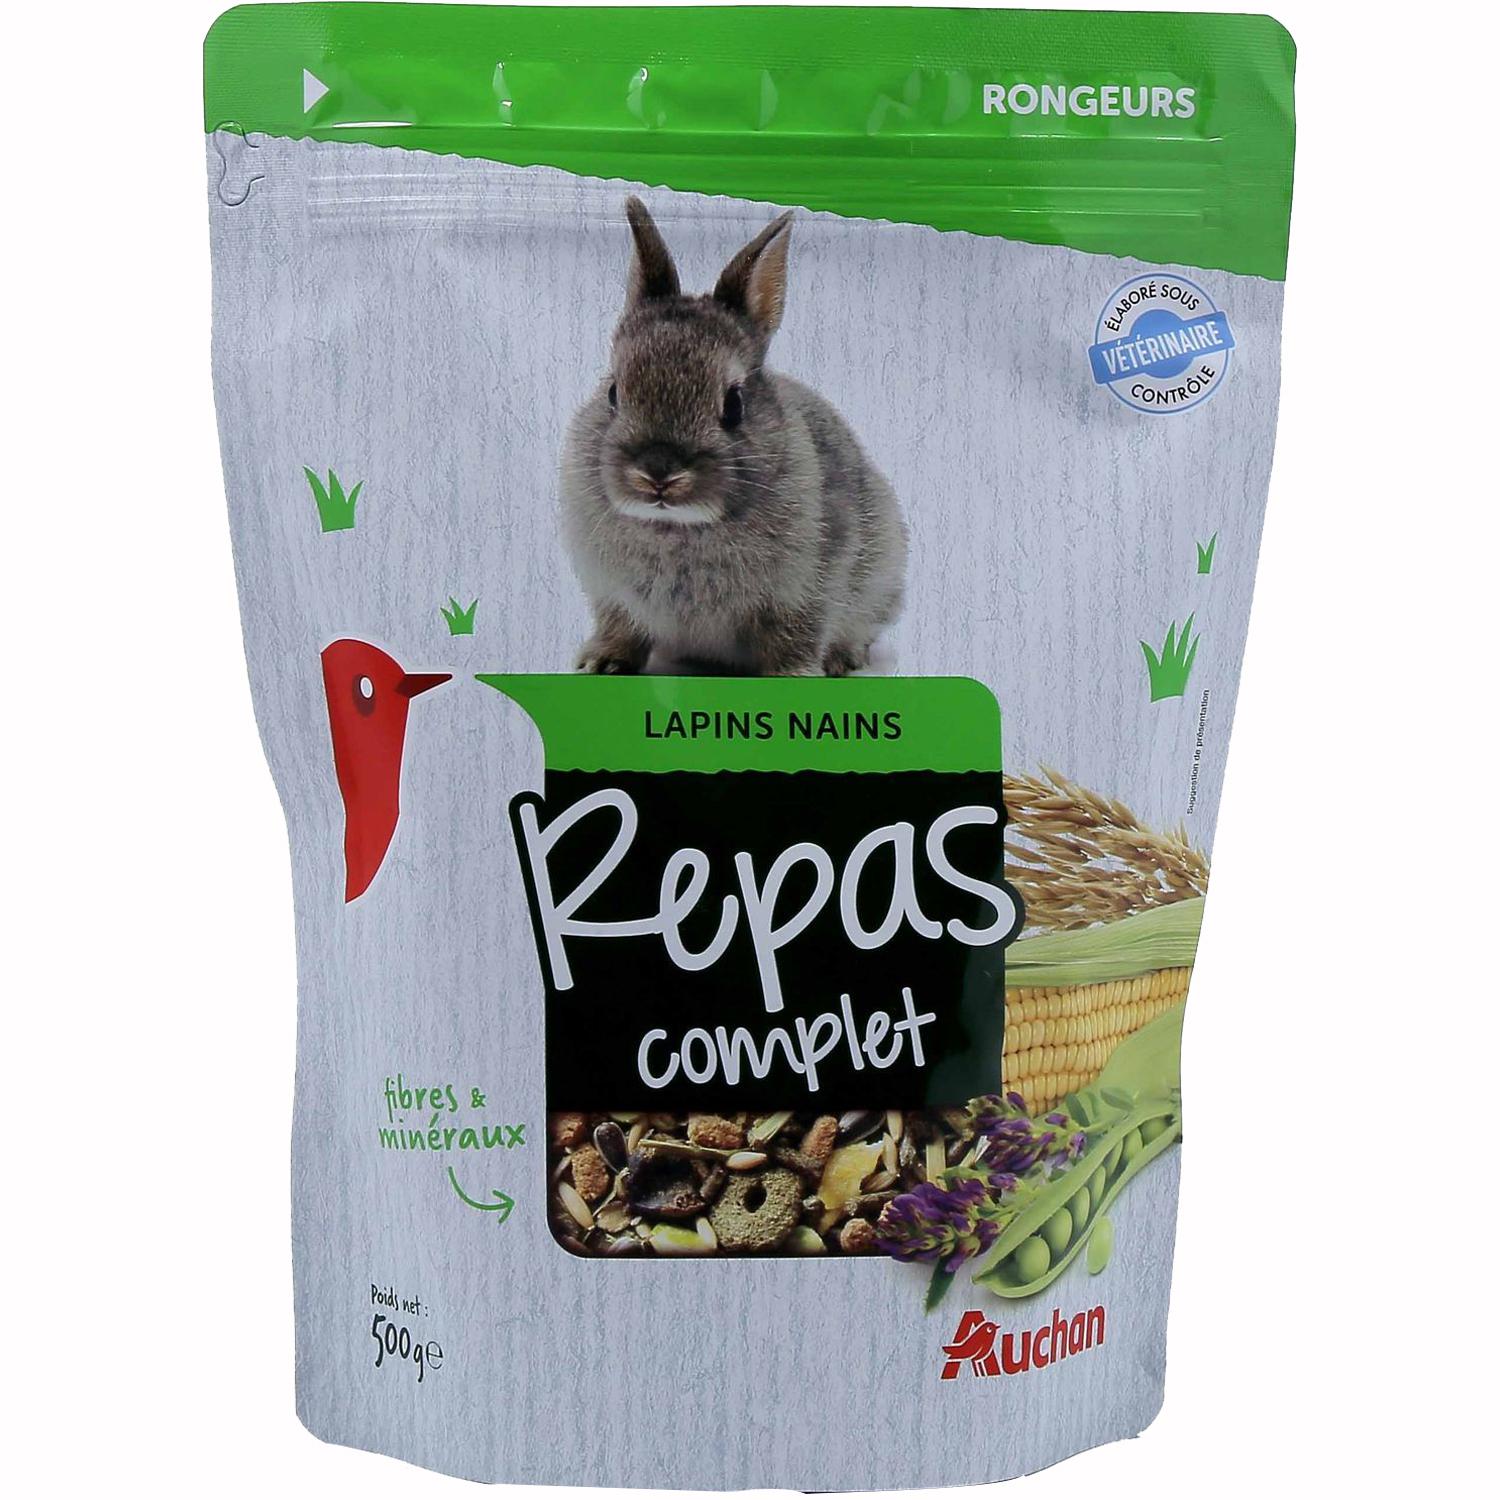 RONGEURS
ÉLABORÉ SOUS
VÉTÉRINAIRE
CONTRÔLE
LAPINS NAINS
Repas
complet
Suggestion de présentation
fibres &
minéraux
Poids net :
500g e
Auchan